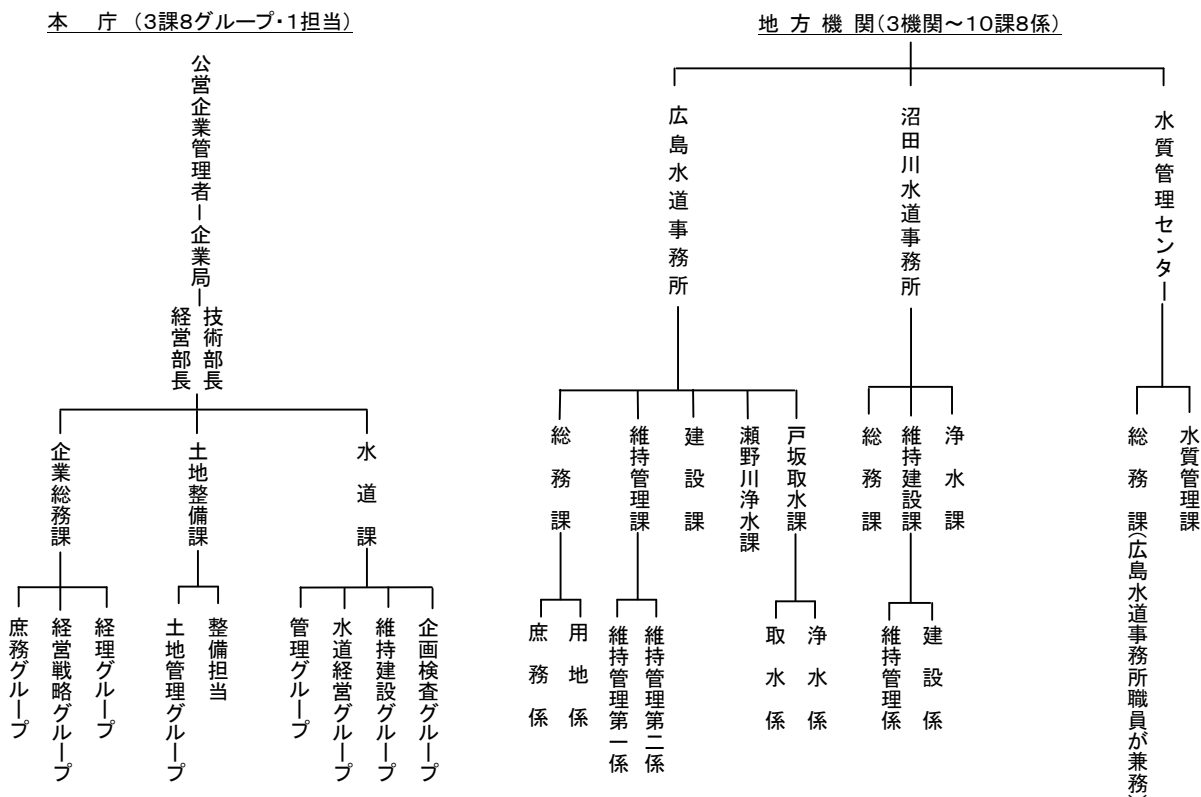 本　庁 （３課８グループ・１担当）
公営企業管理者ー企業局ー
技術部長
経営部長
企業総務課
土地整備課
水道課
庶務グループ
経営戦略グループ
経理グループ
土地管理グループ
整備担当
管理グループ
水道経営グループ
維持建設グループ
企画検査グループ
地 方 機 関（３機関～１０課８係）
広島水道事務所
沼田川水道事務所
水質管理センター
総務課
維持管理課
建設課
瀬野川浄水課
戸坂取水課
総務課
維持建設課
浄水課
総務課（広島水道事務所職員が兼務）
水質管理課
庶務係
用地係
維持管理第一係
維持管理第二係
取水係
浄水係
維持管理係
建設係